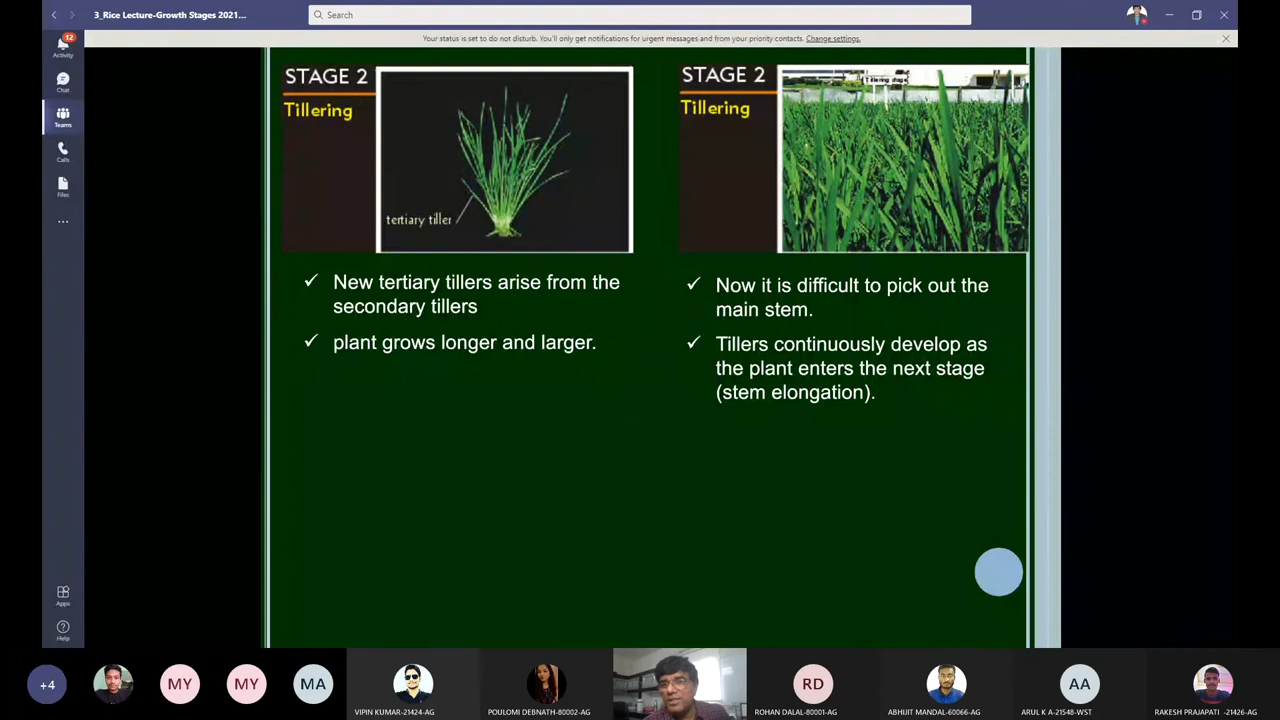 3_Rice Lecture-Growth Stages 2021...
Search
Your status is set to do not disturb. You'll only get notifications for urgent messages and from your priority contacts. Change settings.
12
Activity
Chat
Teams
Calls
Files
Apps
Help
STAGE 2
Tillering
tertiary tiller
✓ New tertiary tillers arise from the
secondary tillers
✓ plant grows longer and larger.
STAGE 2
Tillering
Tillering stage
✓ Now it is difficult to pick out the
main stem.
✓ Tillers continuously develop as
the plant enters the next stage
(stem elongation).
+4
MY
MY
MA
VIPIN KUMAR-21424-AG
POULOMI DEBNATH-80002-AG
RD
ROHAN DALAL-80001-AG
ABHIJIT MANDAL-60066-AG
AA
ARUL K A-21548-WST
RAKESH PRAJAPATI -21426-AG